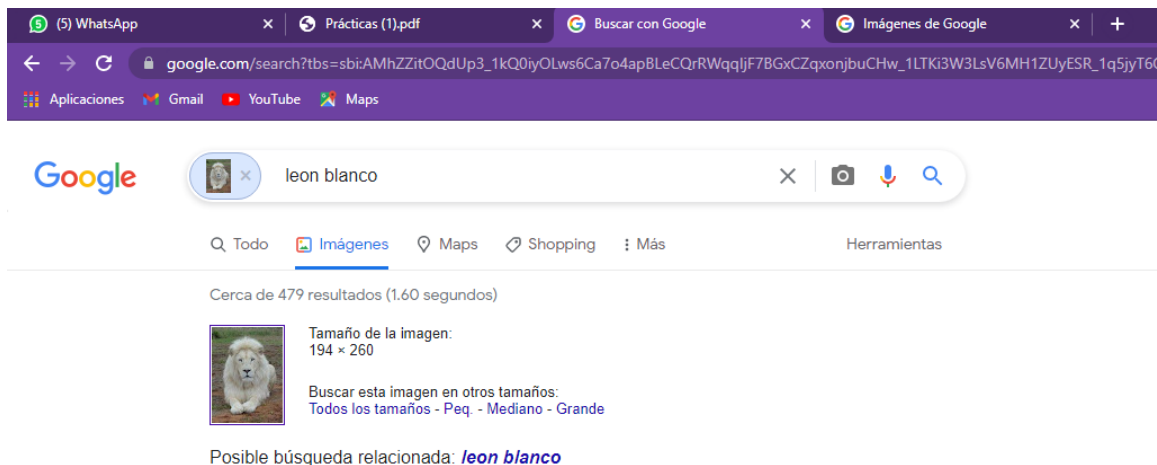 (5) WhatsApp
Prácticas (1).pdf
Buscar con Google
Imágenes de Google
google.com/search?tbs=sbi:AMhZZitOQdUp3_1kQ0iyOLws6Ca7o4apBLeCQrRWqqIjF7BGxCZqxonjbuCHw_1LTKi3W3LsV6MH1ZUyESR_1q5jyT6
Aplicaciones Gmail YouTube Maps
Google
leon blanco
Todo Imágenes Maps Shopping Más Herramientas
Cerca de 479 resultados (1.60 segundos)
Tamaño de la imagen:
194 × 260
Buscar esta imagen en otros tamaños:
Todos los tamaños - Peq. - Mediano - Grande
Posible búsqueda relacionada: leon blanco